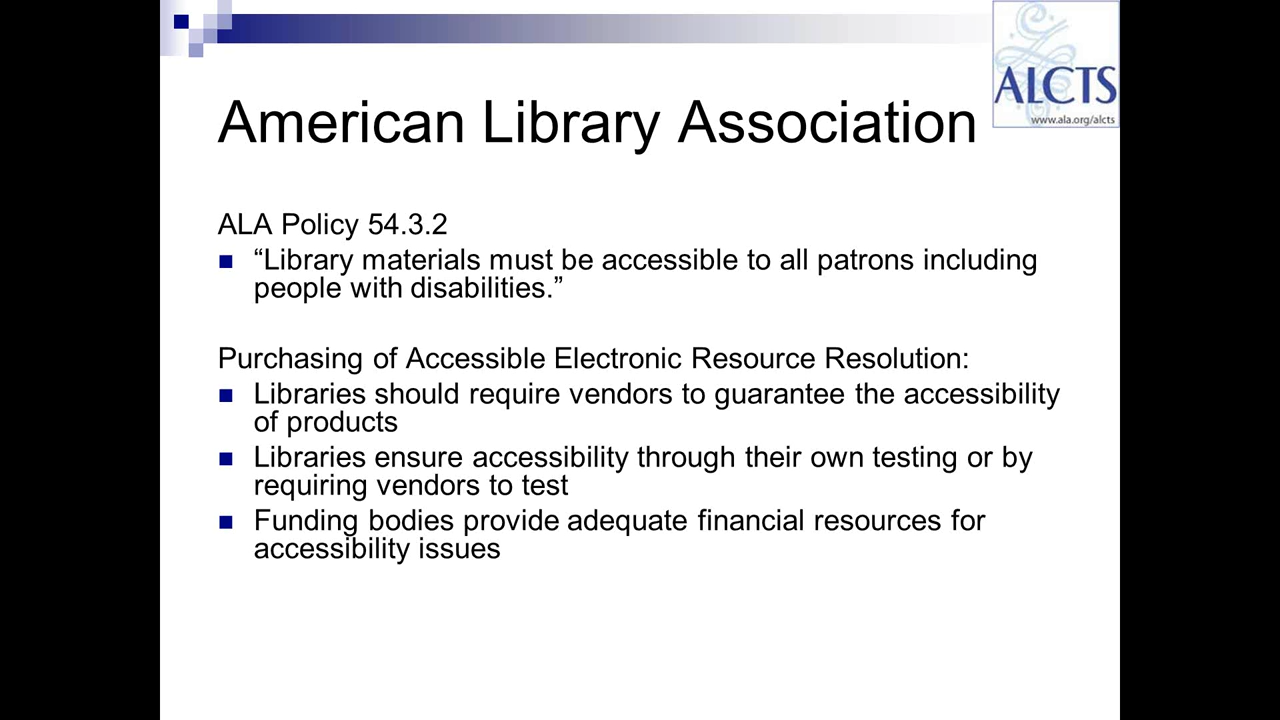 ALCTS
www.ala.org/alcts
American Library Association
ALA Policy 54.3.2
“Library materials must be accessible to all patrons including
people with disabilities.”
Purchasing of Accessible Electronic Resource Resolution:
Libraries should require vendors to guarantee the accessibility
of products
Libraries ensure accessibility through their own testing or by
requiring vendors to test
Funding bodies provide adequate financial resources for
accessibility issues